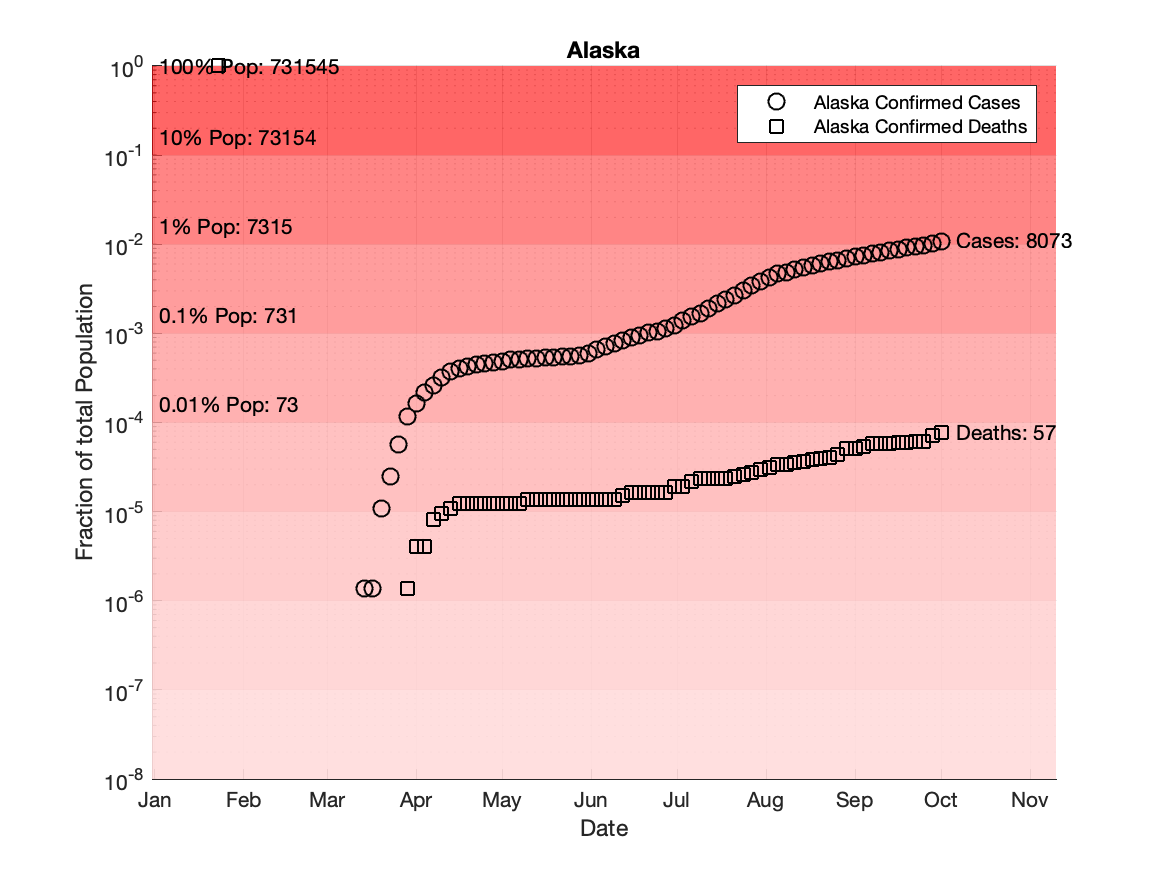 Alaska
10^0
100% Pop: 731545
Alaska Confirmed Cases
Alaska Confirmed Deaths
10% Pop: 73154
10^-1
1% Pop: 7315
10^-2
Cases: 8073
0.1% Pop: 731
10^-3
0.01% Pop: 73
10^-4
Deaths: 57
10^-5
10^-6
10^-7
10^-8
Fraction of total Population
Jan Feb Mar Apr May Jun Jul Aug Sep Oct Nov
Date